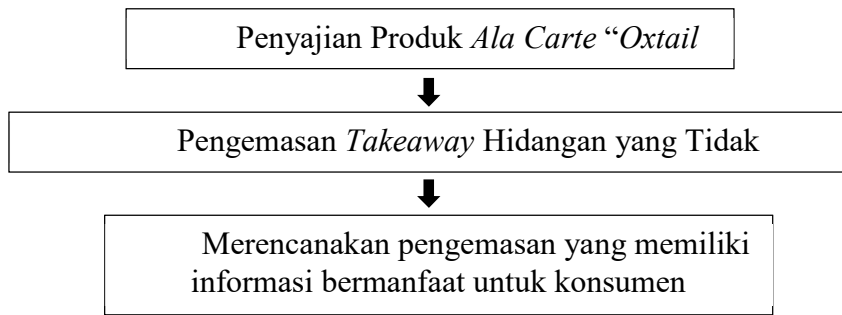 Penyajian Produk Ala Carte “Oxtail
Pengemasan Takeaway Hidangan yang Tidak
Merencanakan pengemasan yang memiliki
informasi bermanfaat untuk konsumen